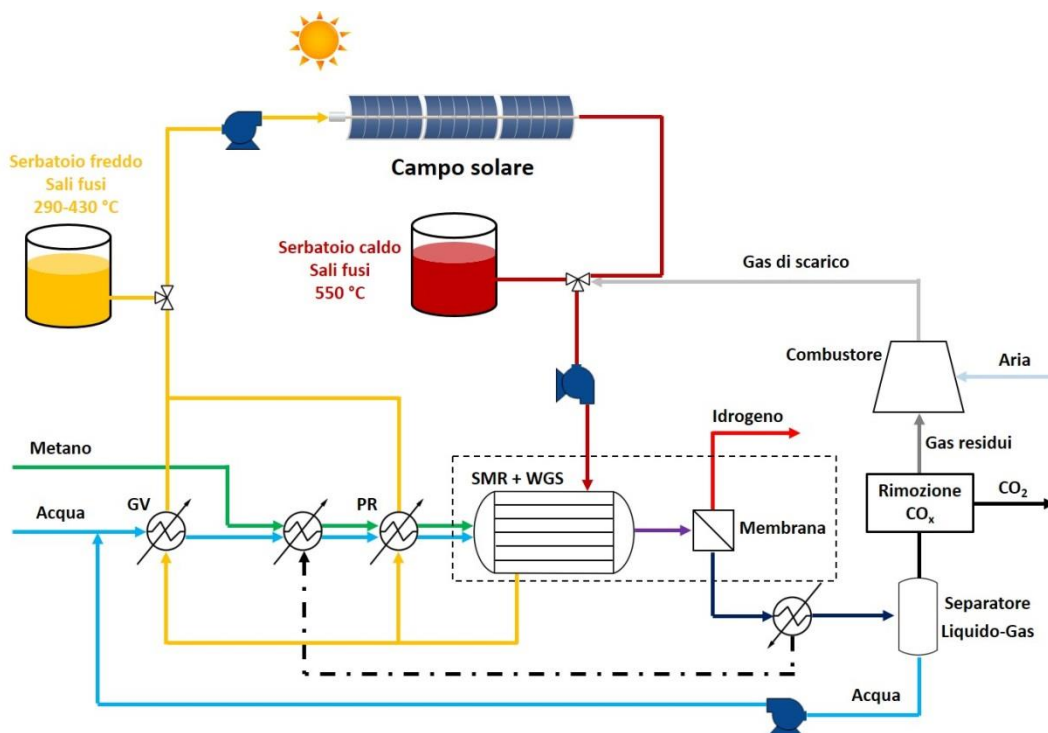 Serbatoio freddo
Sali fusi
290-430 °C
Campo solare
Serbatoio caldo
Sali fusi
550 °C
Gas di scarico
Combustore
Aria
Idrogeno
Gas residui
Metano
SMR + WGS
Rimozione
COₓ
CO₂
Acqua
GV
PR
Membrana
Separatore
Liquido-Gas
Acqua